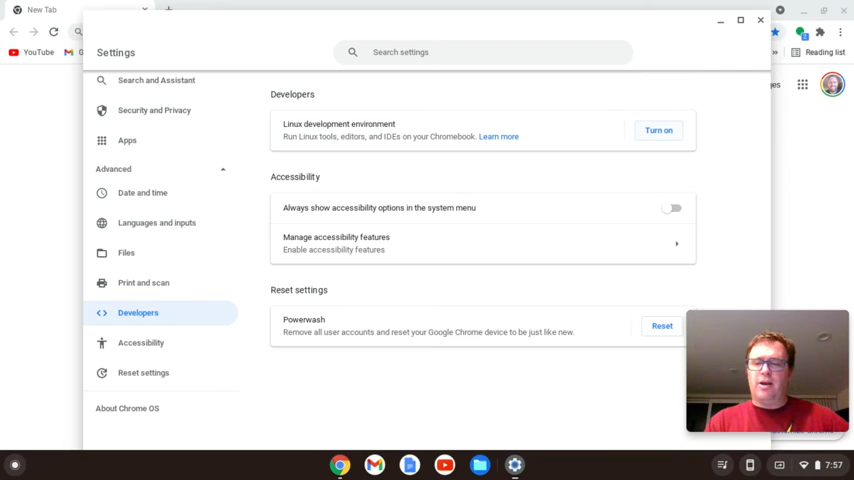 New Tab
YouTube
G
Reading list
ges
Settings
Search settings
Search and Assistant
Security and Privacy
Apps
Advanced
Date and time
Languages and inputs
Files
Print and scan
Developers
Accessibility
Reset settings
About Chrome OS
Developers
Linux development environment
Run Linux tools, editors, and IDEs on your Chromebook. Learn more
Turn on
Accessibility
Always show accessibility options in the system menu
Manage accessibility features
Enable accessibility features
Reset settings
Powerwash
Remove all user accounts and reset your Google Chrome device to be just like new.
Reset
7:57